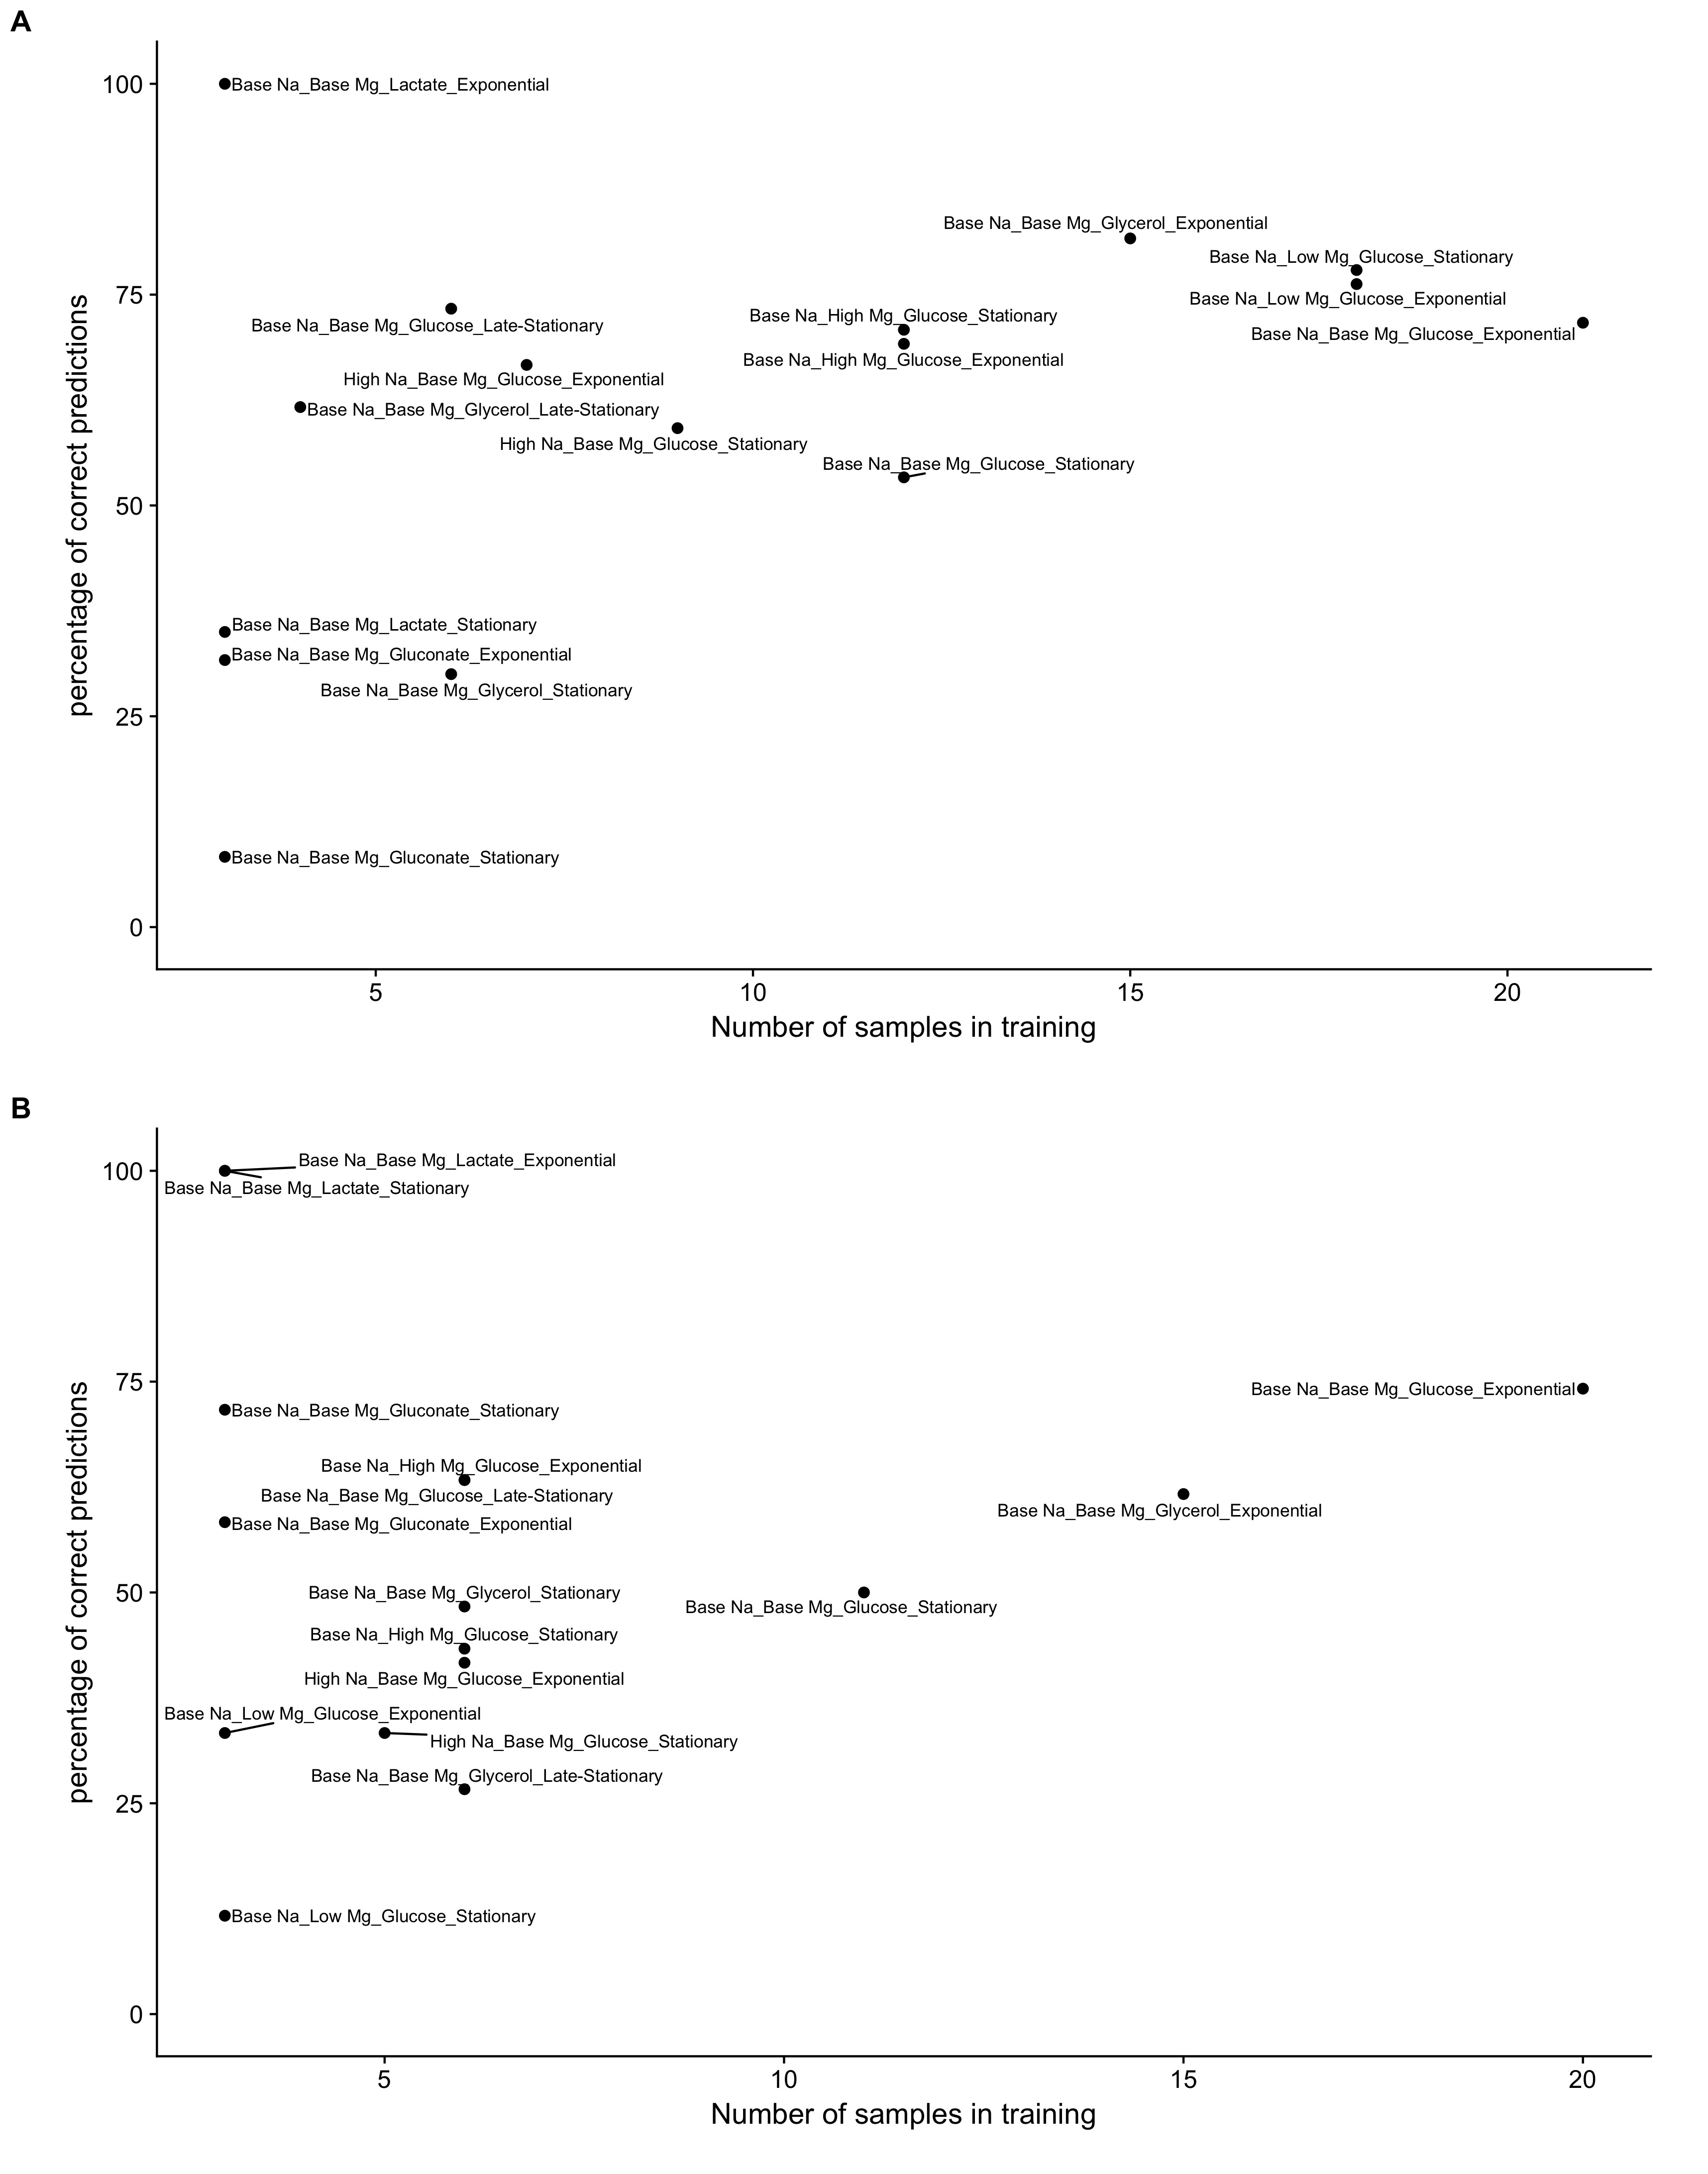 A
100
Base Na_Base Mg_Lactate_Exponential
Base Na_Base Mg_Glycerol_Exponential
Base Na_Low Mg_Glucose_Stationary
75
Base Na_Low Mg_Glucose_Exponential
Base Na_High Mg_Glucose_Stationary
Base Na_Base Mg_Glucose_Late-Stationary
Base Na_Base Mg_Glucose_Exponential
Base Na_High Mg_Glucose_Exponential
High Na_Base Mg_Glucose_Exponential
Base Na_Base Mg_Glycerol_Late-Stationary
High Na_Base Mg_Glucose_Stationary
Base Na_Base Mg_Glucose_Stationary
50
percentage of correct predictions
Base Na_Base Mg_Lactate_Stationary
Base Na_Base Mg_Gluconate_Exponential
Base Na_Base Mg_Glycerol_Stationary
25
Base Na_Base Mg_Gluconate_Stationary
0
5 10 15 20
Number of samples in training
B
Base Na_Base Mg_Lactate_Exponential
100
Base Na_Base Mg_Lactate_Stationary
75
Base Na_Base Mg_Glucose_Exponential
Base Na_Base Mg_Gluconate_Stationary
Base Na_High Mg_Glucose_Exponential
Base Na_Base Mg_Glucose_Late-Stationary
Base Na_Base Mg_Glycerol_Exponential
Base Na_Base Mg_Gluconate_Exponential
50
Base Na_Base Mg_Glycerol_Stationary
Base Na_Base Mg_Glucose_Stationary
percentage of correct predictions
Base Na_High Mg_Glucose_Stationary
High Na_Base Mg_Glucose_Exponential
Base Na_Low Mg_Glucose_Exponential
High Na_Base Mg_Glucose_Stationary
Base Na_Base Mg_Glycerol_Late-Stationary
25
Base Na_Low Mg_Glucose_Stationary
0
5 10 15 20
Number of samples in training